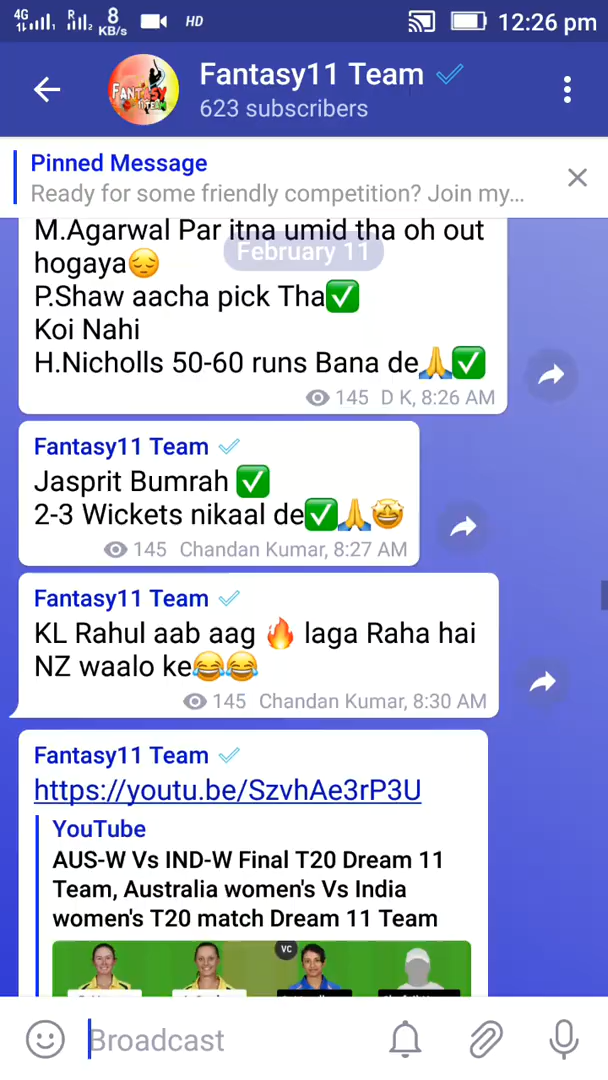 4G R 8 KB/s HD 12:26 pm
FANTASY
11TEAM
Fantasy11 Team
623 subscribers
Pinned Message
Ready for some friendly competition? Join my...
M.Agarwal Par itna umid tha oh out
February 11
hogaya😔
P.Shaw aacha pick Tha✅
Koi Nahi
H.Nicholls 50-60 runs Bana de🙏✅
145 D K, 8:26 AM
Fantasy11 Team
Jasprit Bumrah ✅
2-3 Wickets nikaal de✅🙏🤩
145 Chandan Kumar, 8:27 AM
Fantasy11 Team
KL Rahul aab aag 🔥 laga Raha hai
NZ waalo ke😂😂
145 Chandan Kumar, 8:30 AM
Fantasy11 Team
https://youtu.be/SzvhAe3rP3U
YouTube
AUS-W Vs IND-W Final T20 Dream 11
Team, Australia women's Vs India
women's T20 match Dream 11 Team
VC
Broadcast